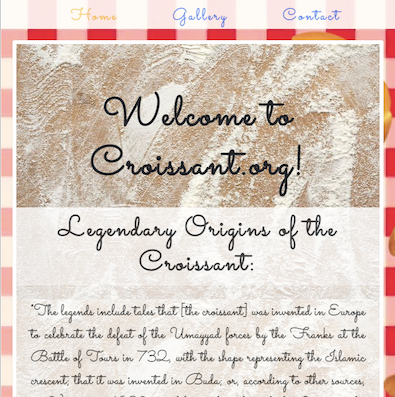 Home Gallery Contact
Welcome to
Croissant.org!
Legendary Origins of the
Croissant:
"The legends include tales that [the croissant] was invented in Europe
to celebrate the defeat of the Umayyad forces by the Franks at the
Battle of Tours in 732, with the shape representing the Islamic
crescent; that it was invented in Buda; or, according to other sources,